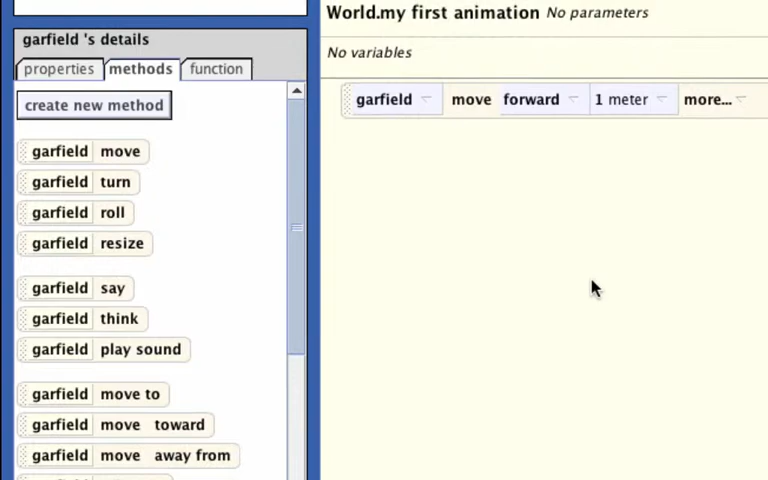 World.my first animation No parameters
garfield 's details
No variables
properties methods function
create new method
garfield move forward 1 meter more...
garfield move
garfield turn
garfield roll
garfield resize
garfield say
garfield think
garfield play sound
garfield move to
garfield move toward
garfield move away from